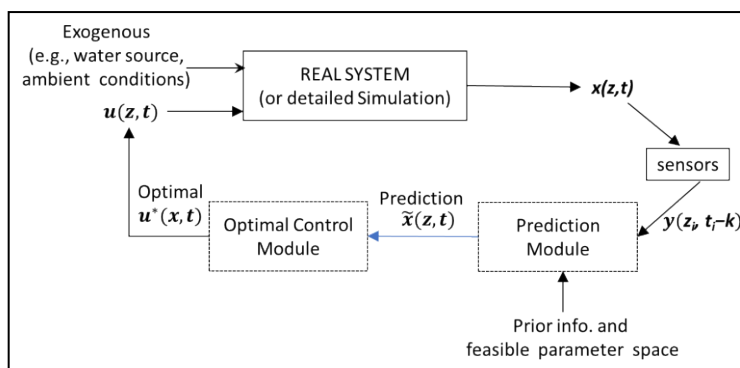 Exogenous
(e.g., water source,
ambient conditions)
u(z,t)
REAL SYSTEM
(or detailed Simulation)
x(z,t)
sensors
y(zᵢ, tᵢ–k)
Prediction
Module
Prediction
x̃(z,t)
Optimal Control
Module
Optimal
u*(x,t)
Prior info. and
feasible parameter space